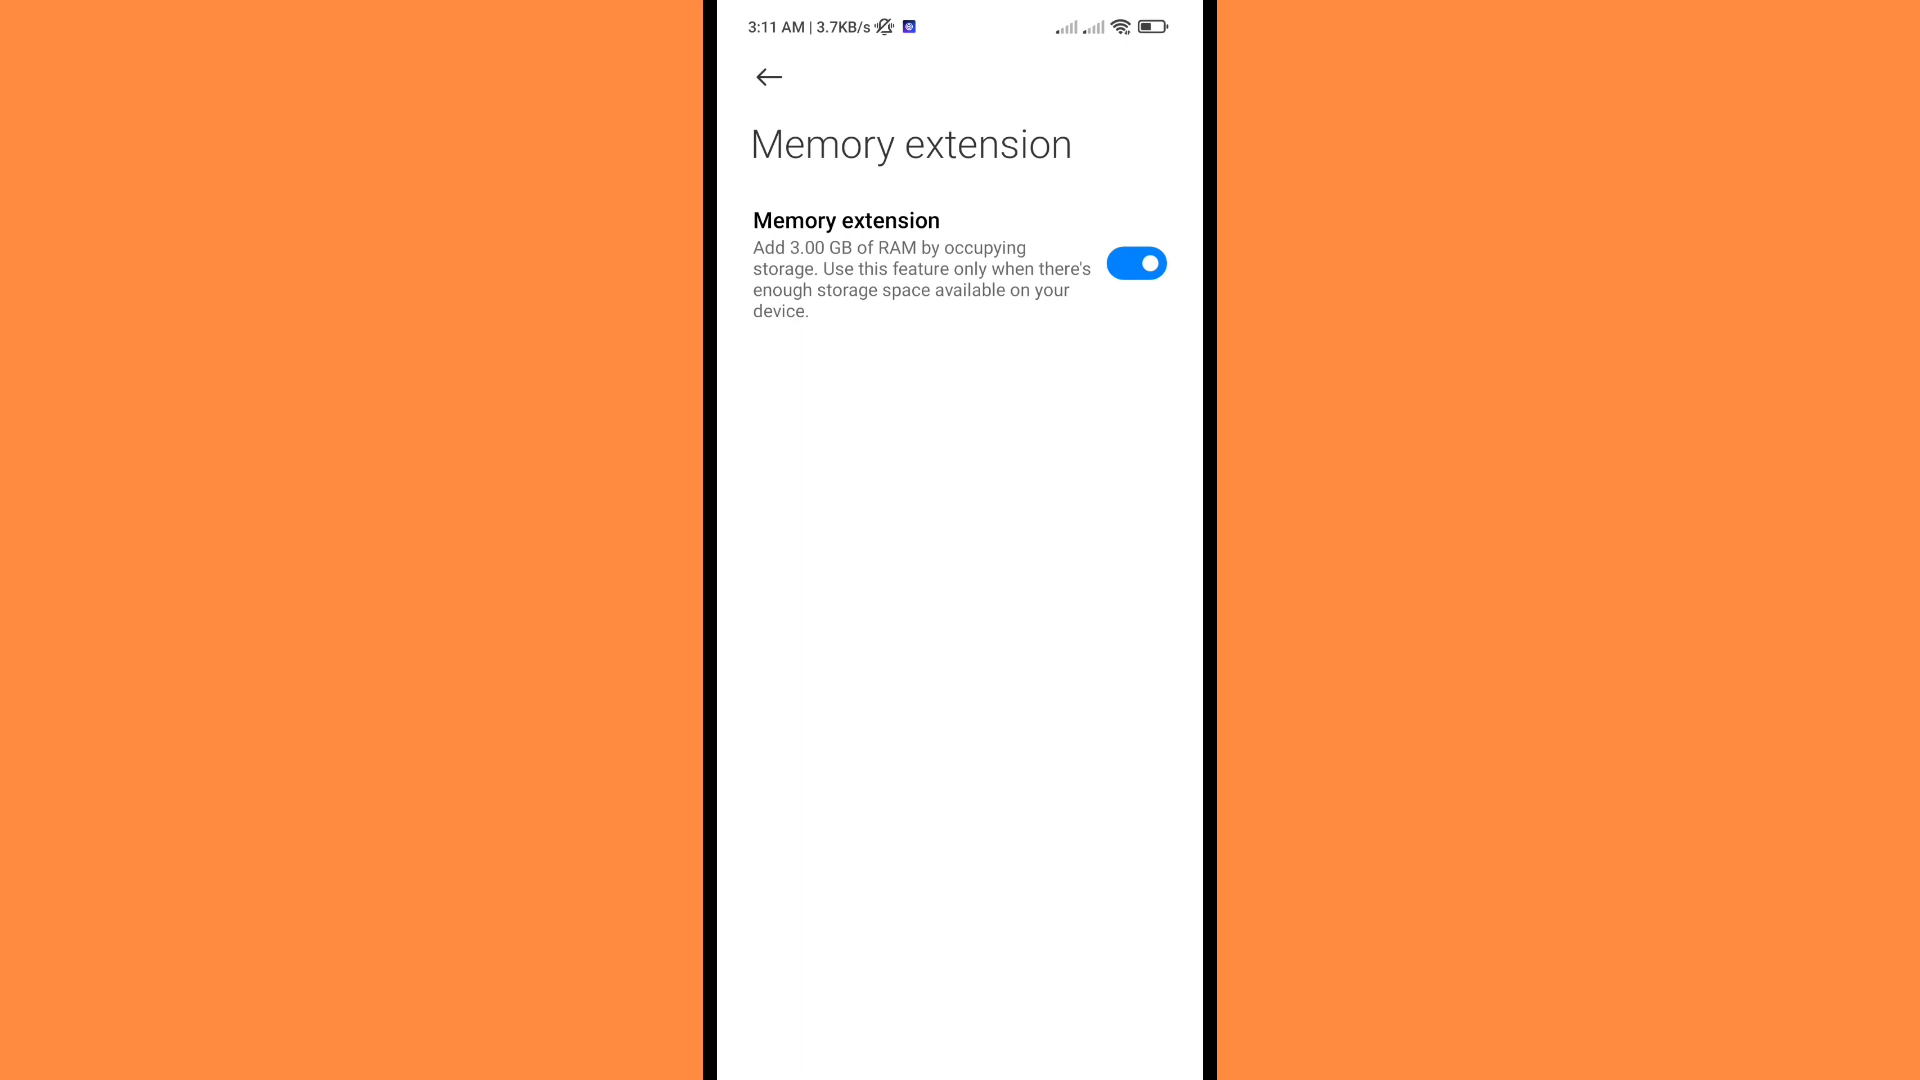 3:11 AM | 3.7KB/s
Memory extension
Memory extension
Add 3.00 GB of RAM by occupying
storage. Use this feature only when there's
enough storage space available on your
device.